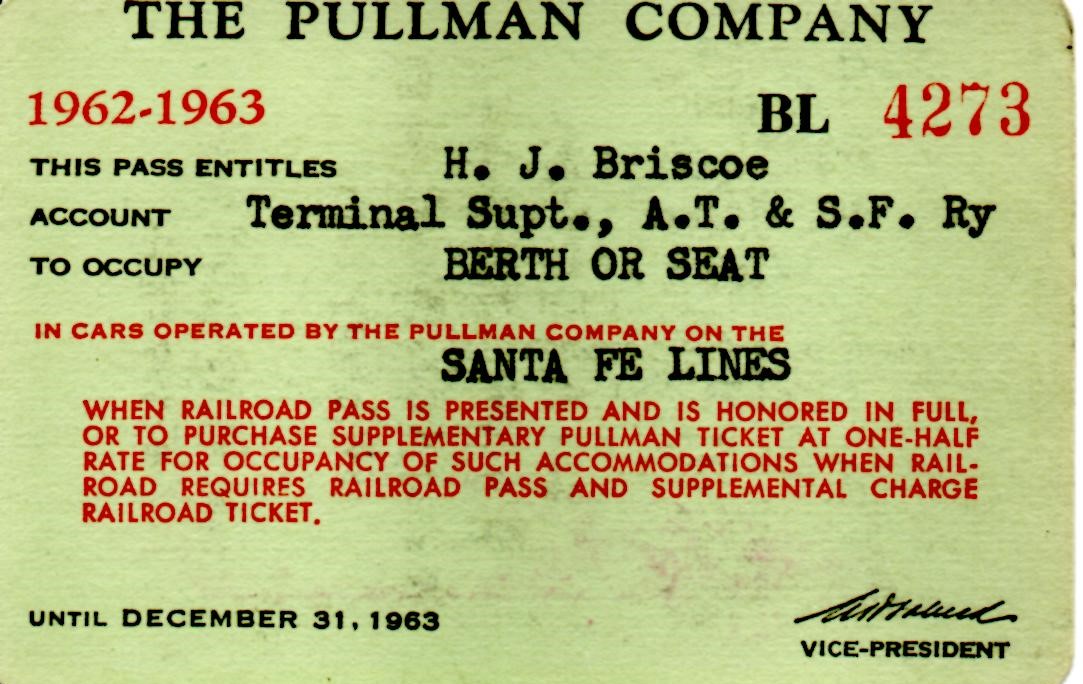 THE PULLMAN COMPANY
1962-1963 BL 4273
THIS PASS ENTITLES H. J. Briscoe
ACCOUNT Terminal Supt., A.T. & S.F. Ry
TO OCCUPY BERTH OR SEAT
IN CARS OPERATED BY THE PULLMAN COMPANY ON THE
SANTA FE LINES
WHEN RAILROAD PASS IS PRESENTED AND IS HONORED IN FULL,
OR TO PURCHASE SUPPLEMENTARY PULLMAN TICKET AT ONE-HALF
RATE FOR OCCUPANCY OF SUCH ACCOMMODATIONS WHEN RAIL-
ROAD REQUIRES RAILROAD PASS AND SUPPLEMENTAL CHARGE
RAILROAD TICKET.
UNTIL DECEMBER 31, 1963
VICE-PRESIDENT